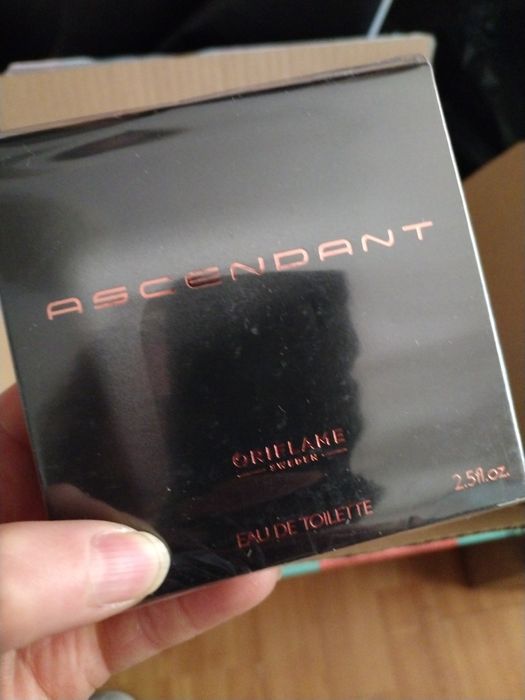 ASCENDANT
ORIFLAME
SWEDEN
2.5fl.oz.
EAU DE TOILETTE